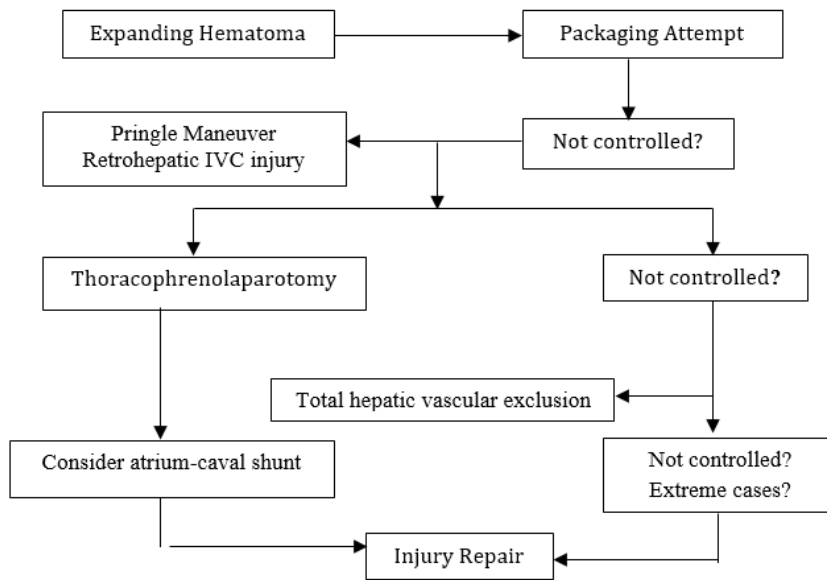 Expanding Hematoma
Packaging Attempt
Pringle Maneuver
Retrohepatic IVC injury
Not controlled?
Thoracophrenolaparotomy
Not controlled?
Total hepatic vascular exclusion
Consider atrium-caval shunt
Not controlled?
Extreme cases?
Injury Repair